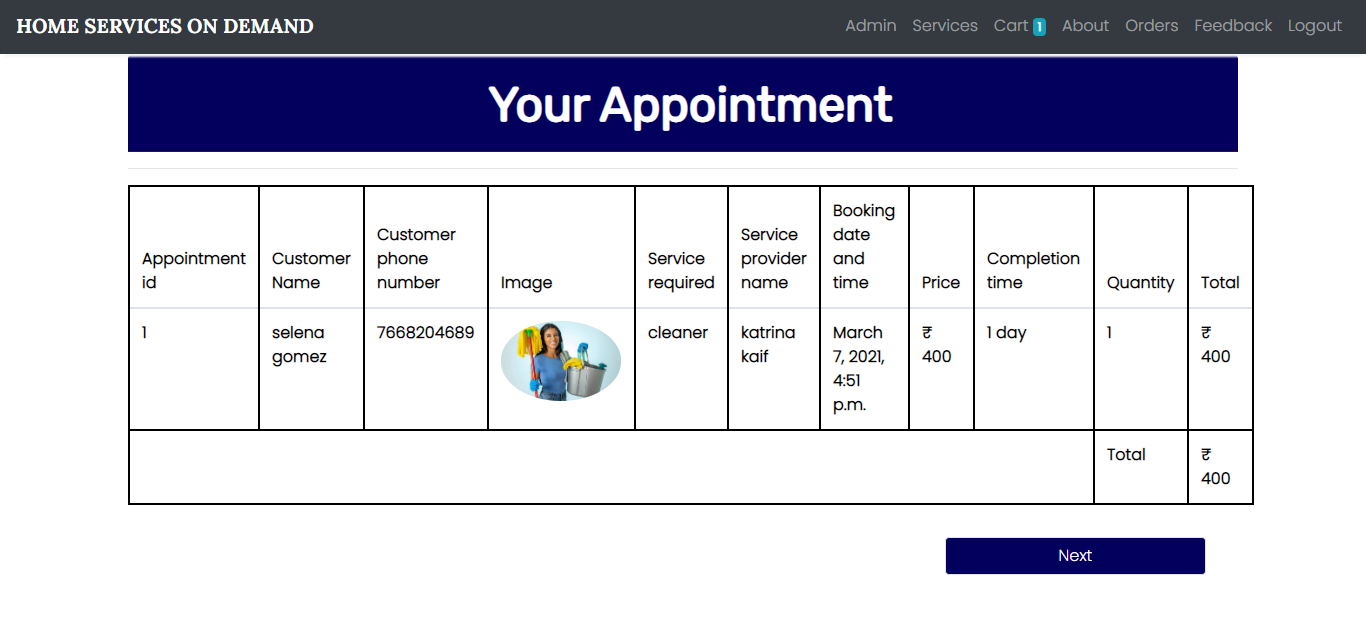 HOME SERVICES ON DEMAND Admin Services Cart 1 About Orders Feedback Logout
Your Appointment
Appointment id
Customer Name
Customer phone number
Image
Service required
Service provider name
Booking date and time
Price
Completion time
Quantity
Total
1
selena gomez
7668204689
cleaner
katrina kaif
March 7, 2021, 4:51 p.m.
₹ 400
1 day
1
₹ 400
Total
₹ 400
Next